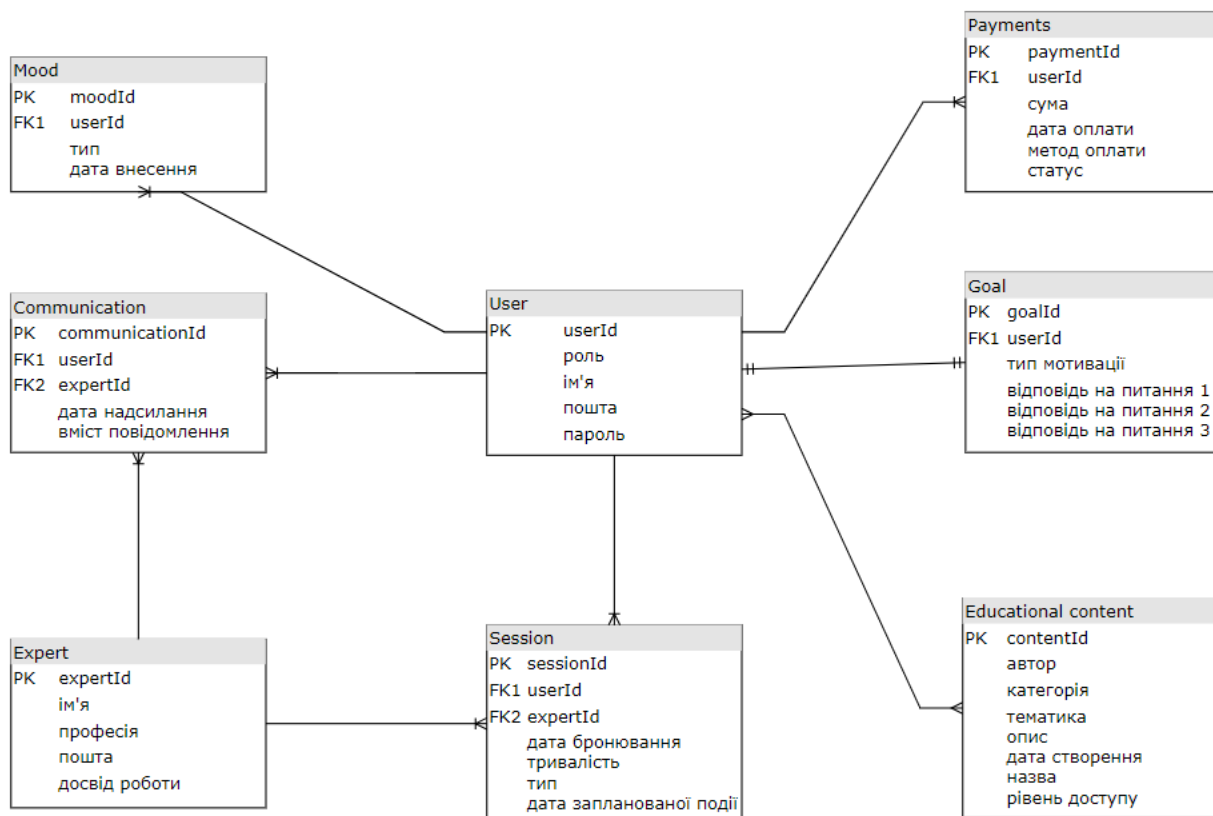 Mood
PK moodId
FK1 userId
тип
дата внесення
Payments
PK paymentId
FK1 userId
сума
дата оплати
метод оплати
статус
Communication
PK communicationId
FK1 userId
FK2 expertId
дата надсилання
вміст повідомлення
User
PK userId
роль
ім'я
пошта
пароль
Goal
PK goalId
FK1 userId
тип мотивації
відповідь на питання 1
відповідь на питання 2
відповідь на питання 3
Expert
PK expertId
ім'я
професія
пошта
досвід роботи
Session
PK sessionId
FK1 userId
FK2 expertId
дата бронювання
тривалість
тип
дата запланованої події
Educational content
PK contentId
автор
категорія
тематика
опис
дата створення
назва
рівень доступу